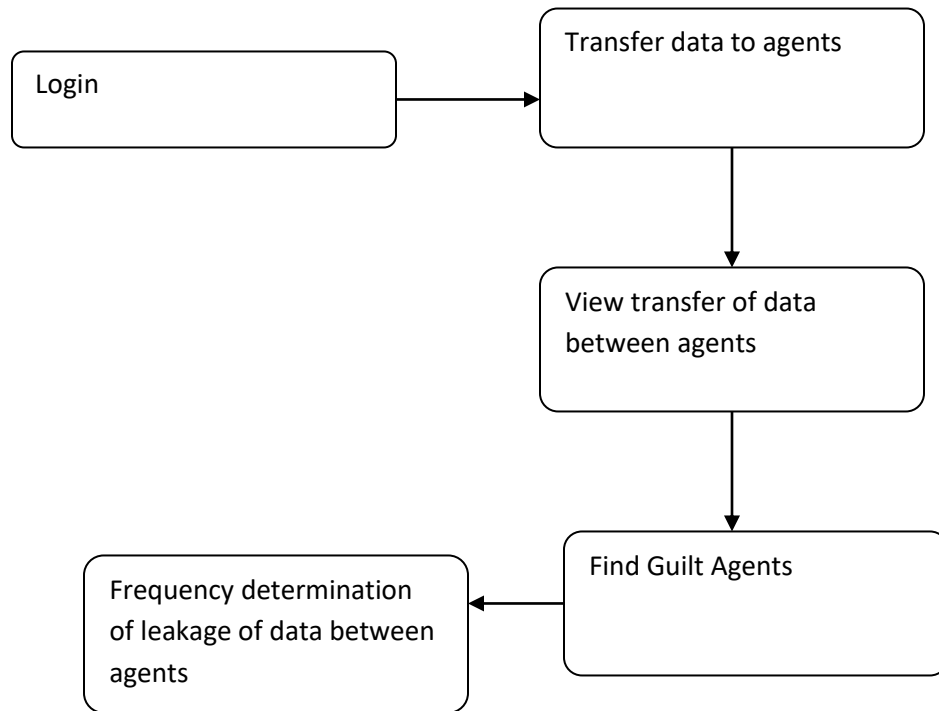 Login
Transfer data to agents
View transfer of data
between agents
Find Guilt Agents
Frequency determination
of leakage of data between
agents